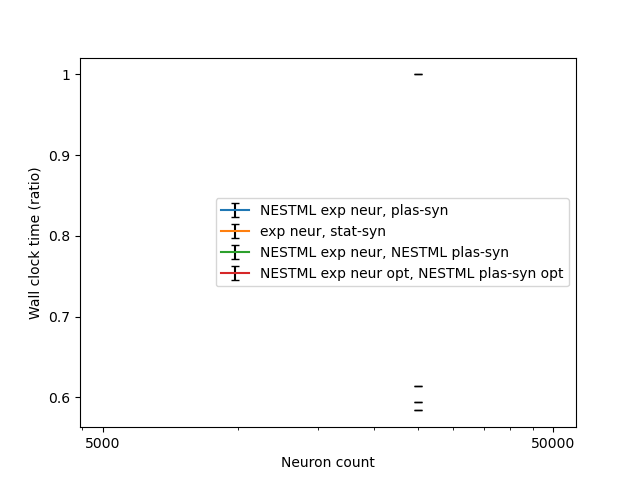 1
0.9
0.8
0.7
0.6
Wall clock time (ratio)
NESTML exp neur, plas-syn
exp neur, stat-syn
NESTML exp neur, NESTML plas-syn
NESTML exp neur opt, NESTML plas-syn opt
5000
50000
Neuron count